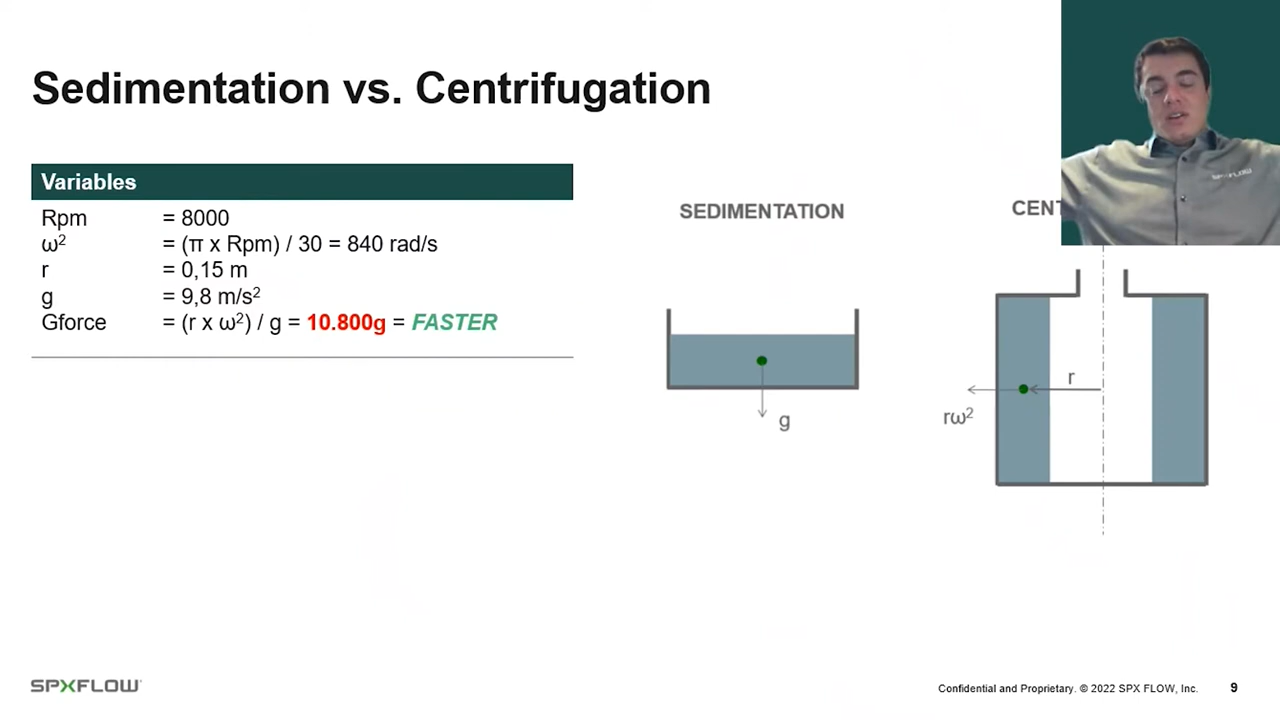 Sedimentation vs. Centrifugation
Variables
Rpm = 8000
ω² = (π x Rpm) / 30 = 840 rad/s
r = 0,15 m
g = 9,8 m/s²
Gforce = (r x ω²) / g = 10.800g = FASTER
SEDIMENTATION
g
CENT
r
rω²
SPXFLOW
SPXFLOW
Confidential and Proprietary. © 2022 SPX FLOW, Inc. 9